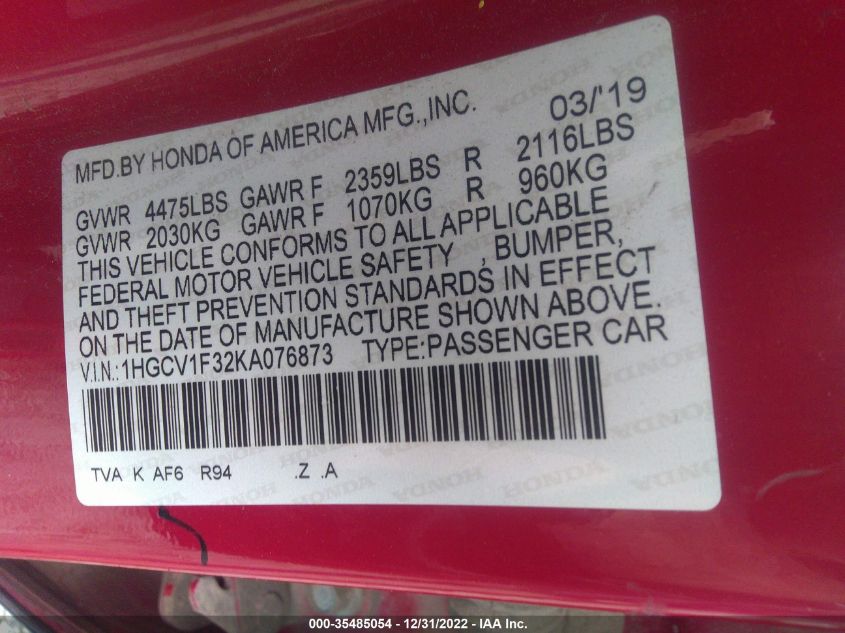 MFD.BY HONDA OF AMERICA MFG.,INC. 03/'19
GVWR 4475LBS GAWR F 2359LBS R 2116LBS
GVWR 2030KG GAWR F 1070KG R 960KG
THIS VEHICLE CONFORMS TO ALL APPLICABLE
FEDERAL MOTOR VEHICLE SAFETY , BUMPER,
AND THEFT PREVENTION STANDARDS IN EFFECT
ON THE DATE OF MANUFACTURE SHOWN ABOVE.
V.I.N.:1HGCV1F32KA076873 TYPE:PASSENGER CAR
TVA K AF6 R94 .Z .A
000-35485054 - 12/31/2022 - IAA Inc.